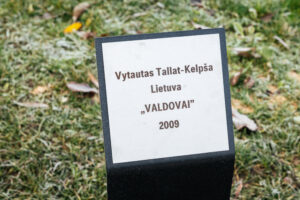 Vytautas Tallat-Kelpša
Lietuva
„VALDOVAI”
2009